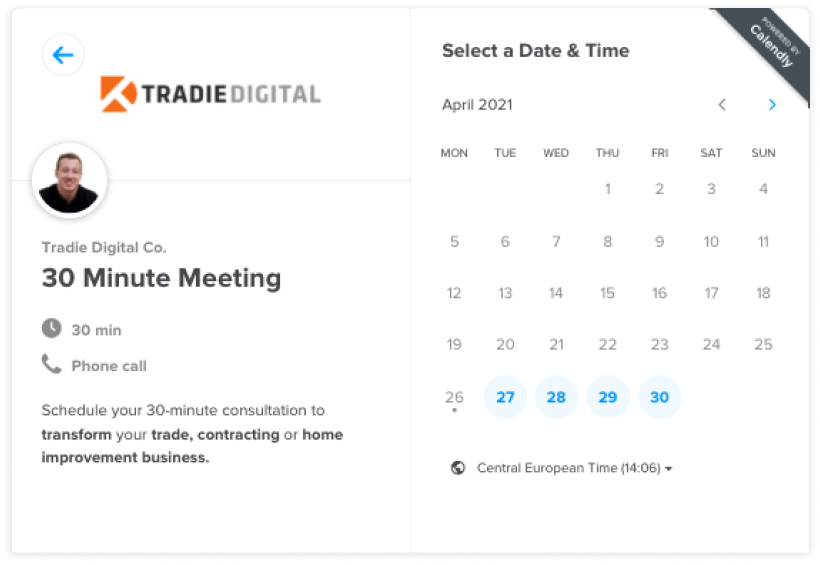 TRADIEDIGITAL
Tradie Digital Co.
30 Minute Meeting
30 min
Phone call
Schedule your 30-minute consultation to
transform your trade, contracting or home
improvement business.
Select a Date & Time
POWERED BY
Calendly
April 2021
MON TUE WED THU FRI SAT SUN
1 2 3 4
5 6 7 8 9 10 11
12 13 14 15 16 17 18
19 20 21 22 23 24 25
26 27 28 29 30
Central European Time (14:06)